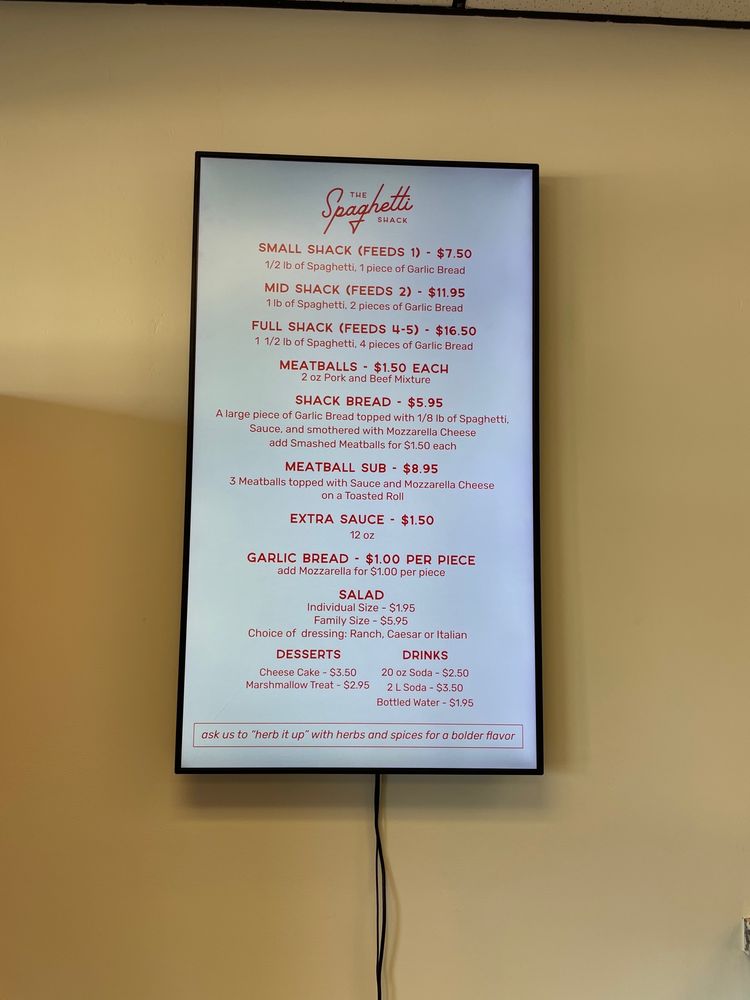 THE
Spaghetti
SHACK
SMALL SHACK (FEEDS 1) - $7.50
1/2 lb of Spaghetti, 1 piece of Garlic Bread
MID SHACK (FEEDS 2) - $11.95
1 lb of Spaghetti, 2 pieces of Garlic Bread
FULL SHACK (FEEDS 4-5) - $16.50
1 1/2 lb of Spaghetti, 4 pieces of Garlic Bread
MEATBALLS - $1.50 EACH
2 oz Pork and Beef Mixture
SHACK BREAD - $5.95
A large piece of Garlic Bread topped with 1/8 lb of Spaghetti,
Sauce, and smothered with Mozzarella Cheese
add Smashed Meatballs for $1.50 each
MEATBALL SUB - $8.95
3 Meatballs topped with Sauce and Mozzarella Cheese
on a Toasted Roll
EXTRA SAUCE - $1.50
12 oz
GARLIC BREAD - $1.00 PER PIECE
add Mozzarella for $1.00 per piece
SALAD
Individual Size - $1.95
Family Size - $5.95
Choice of dressing: Ranch, Caesar or Italian
DESSERTS
Cheese Cake - $3.50
Marshmallow Treat - $2.95
DRINKS
20 oz Soda - $2.50
2 L Soda - $3.50
Bottled Water - $1.95
ask us to "herb it up" with herbs and spices for a bolder flavor